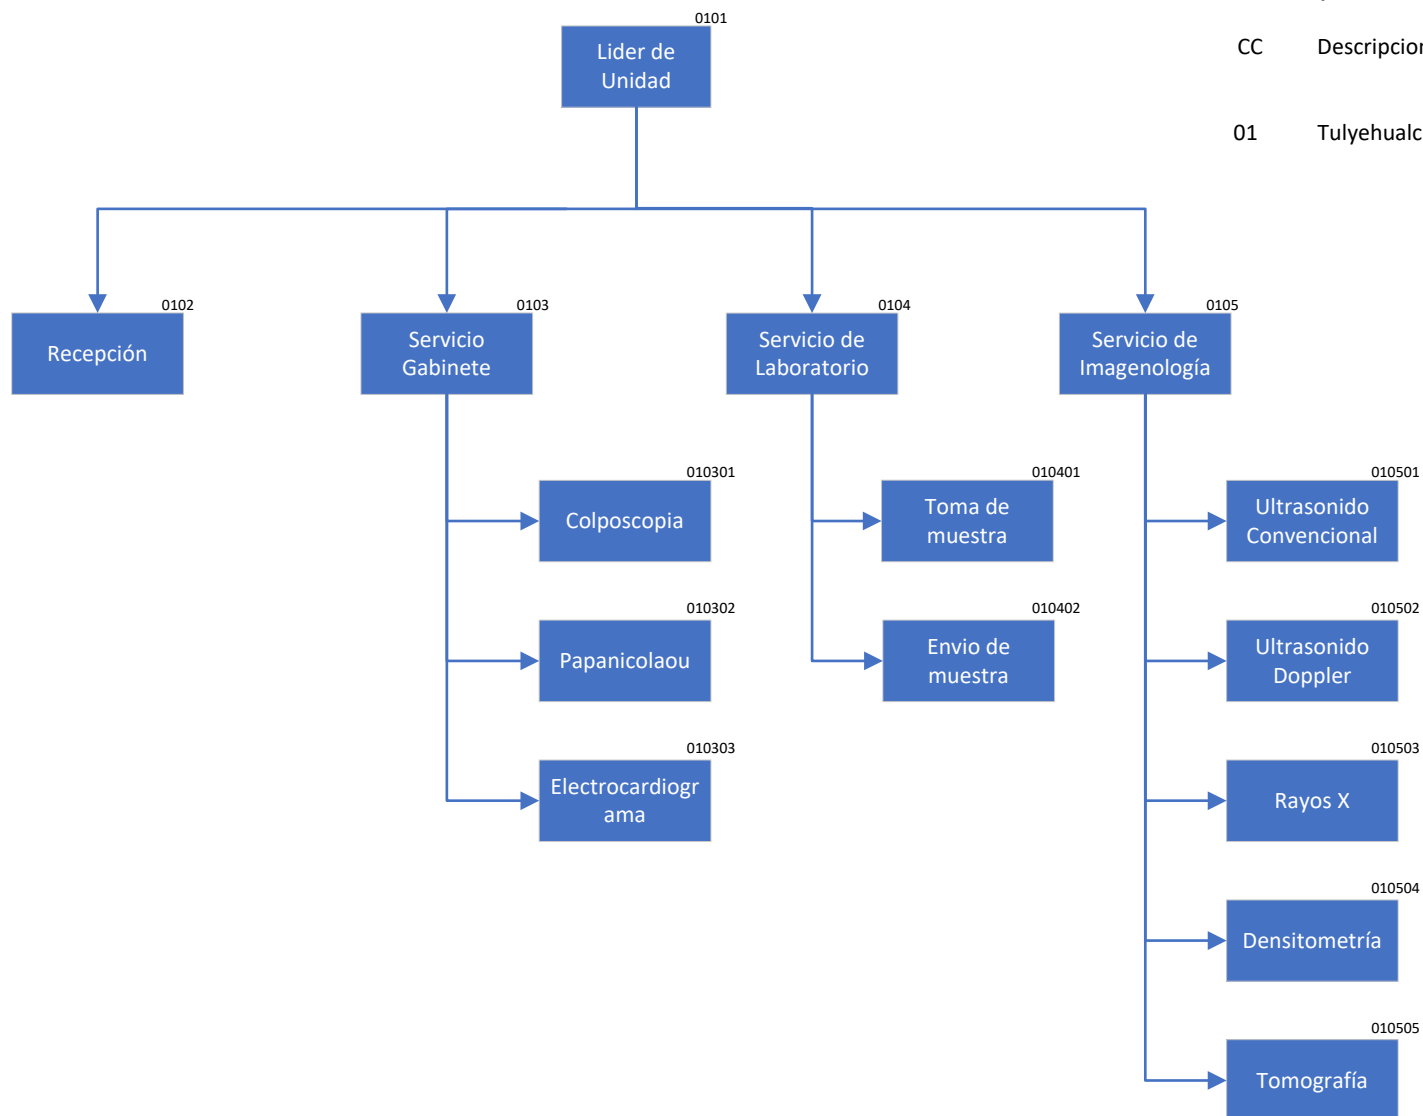 0101
Lider de
Unidad
CC Descripcion
01 Tulyehualc
0102
Recepción
0103
Servicio
Gabinete
0104
Servicio de
Laboratorio
0105
Servicio de
Imagenología
010301
Colposcopia
010401
Toma de
muestra
010501
Ultrasonido
Convencional
010302
Papanicolaou
010402
Envio de
muestra
010502
Ultrasonido
Doppler
010303
Electrocardiogr
ama
010503
Rayos X
010504
Densitometría
010505
Tomografía